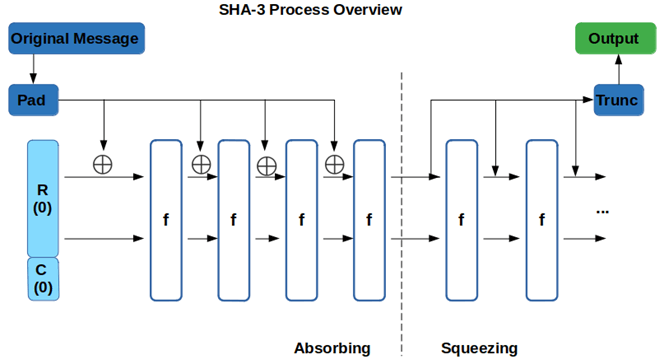 SHA-3 Process Overview
Original Message
Output
Pad
Trunc
R
(0)
f
f
f
f
f
f
...
C
(0)
Absorbing
Squeezing